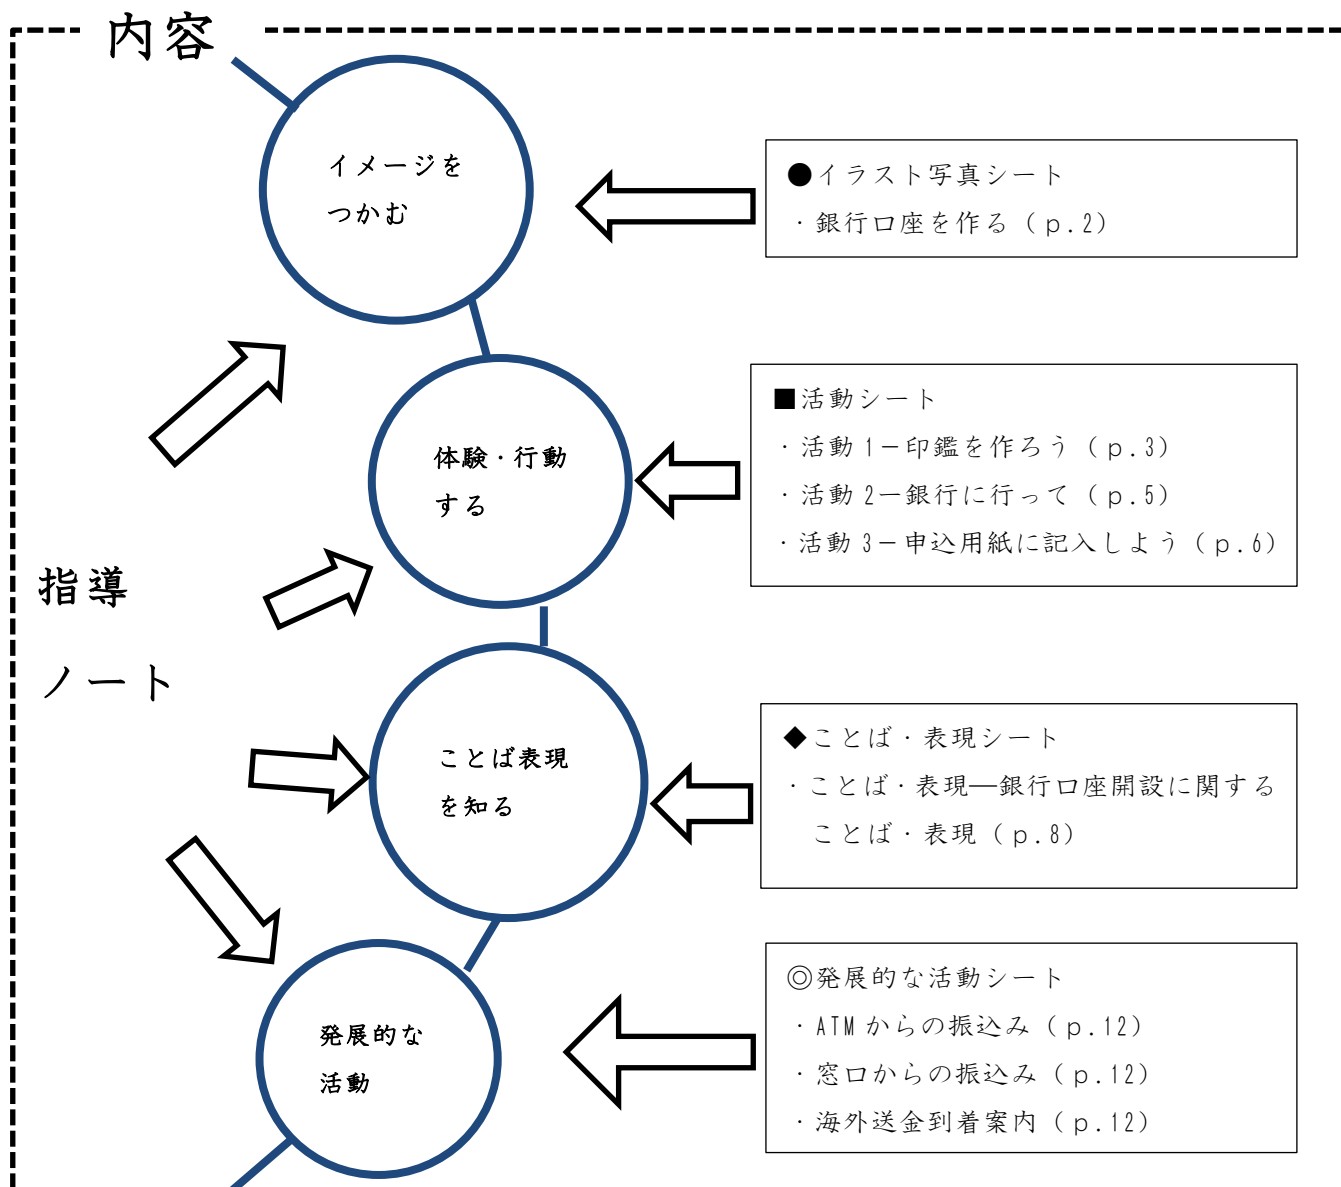 内容
イメージを
つかむ
●イラスト写真シート
・銀行口座を作る（p.2）
体験・行動
する
■活動シート
・活動1－印鑑を作ろう（p.3）
・活動2－銀行に行って（p.5）
・活動3－申込用紙に記入しよう（p.6）
指導
ノート
ことば表現
を知る
◆ことば・表現シート
・ことば・表現―銀行口座開設に関する
ことば・表現（p.8）
発展的な
活動
◎発展的な活動シート
・ATMからの振込み（p.12）
・窓口からの振込み（p.12）
・海外送金到着案内（p.12）